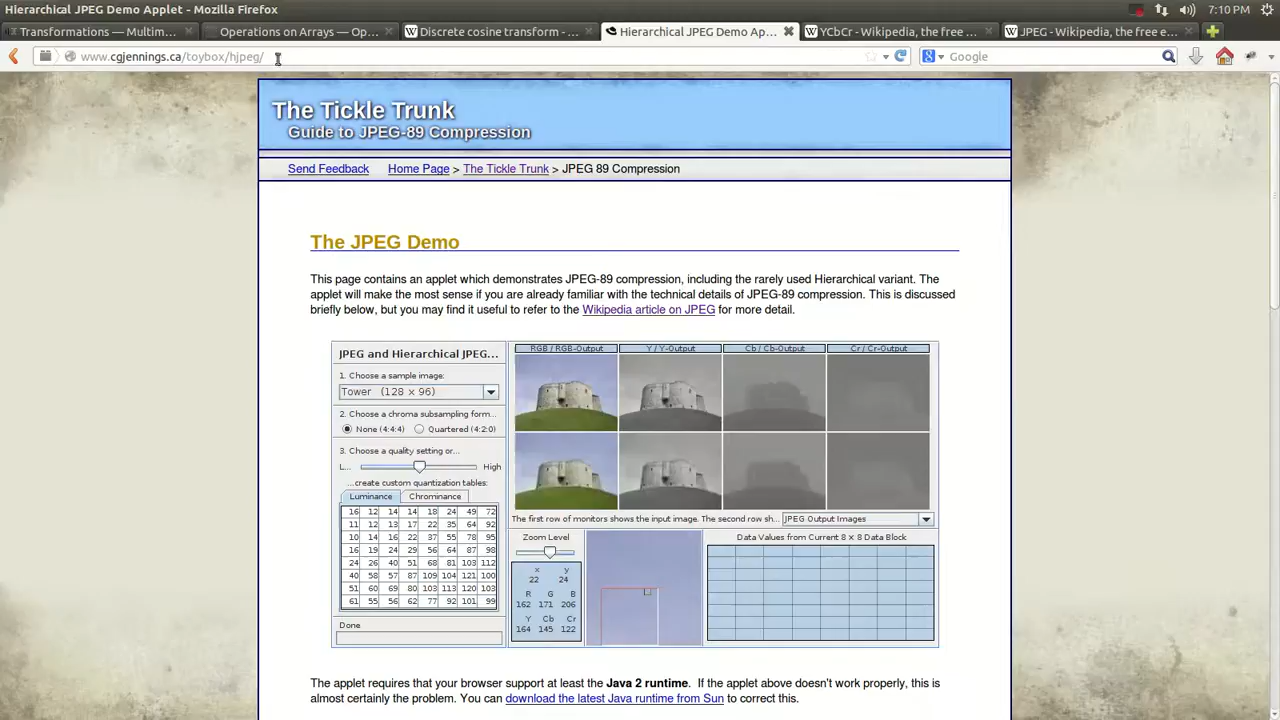 Hierarchical JPEG Demo Applet - Mozilla Firefox
7:10 PM
Transformations — Multimed...
Operations on Arrays — Op...
Discrete cosine transform - ...
Hierarchical JPEG Demo Ap...
YCbCr - Wikipedia, the free ...
JPEG - Wikipedia, the free e...
www.cgjennings.ca/toybox/hjpeg/
Google
The Tickle Trunk
Guide to JPEG-89 Compression
Send Feedback Home Page > The Tickle Trunk > JPEG 89 Compression
The JPEG Demo
This page contains an applet which demonstrates JPEG-89 compression, including the rarely used Hierarchical variant. The
applet will make the most sense if you are already familiar with the technical details of JPEG-89 compression. This is discussed
briefly below, but you may find it useful to refer to the Wikipedia article on JPEG for more detail.
JPEG and Hierarchical JPEG...
1. Choose a sample image:
Tower (128 × 96)
2. Choose a chroma subsampling form...
None (4:4:4) Quartered (4:2:0)
3. Choose a quality setting or...
L... High
...create custom quantization tables:
Luminance Chrominance
16 12 14 14 18 24 49 72
11 12 13 17 22 35 64 92
10 14 16 22 37 55 78 95
16 19 24 29 56 64 87 98
24 26 40 51 68 81 103 112
40 58 57 87 109 104 121 100
51 60 69 80 103 113 120 103
61 55 56 62 77 92 101 99
Done
RGB / RGB-Output Y / Y-Output Cb / Cb-Output Cr / Cr-Output
The first row of monitors shows the input image. The second row sh... JPEG Output Images
Zoom Level
x y
22 24
R G B
162 171 206
Y Cb Cr
164 145 122
Data Values from Current 8 × 8 Data Block
The applet requires that your browser support at least the Java 2 runtime. If the applet above doesn't work properly, this is
almost certainly the problem. You can download the latest Java runtime from Sun to correct this.